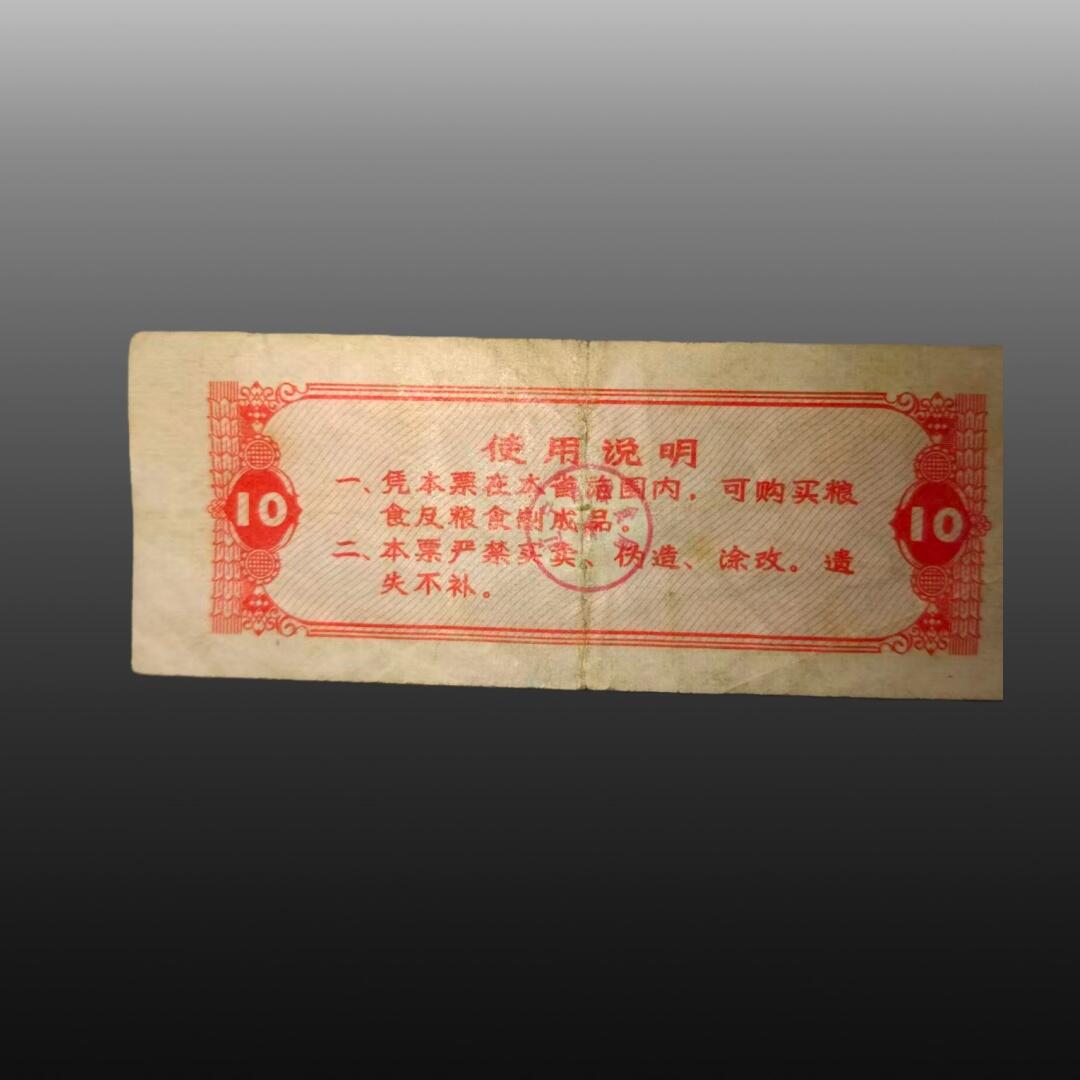 使用说明
10
一、凭本票在本省范围内，可购买粮
食及粮食制成品。
二、本票严禁买卖、伪造、涂改。遗
失不补。
10